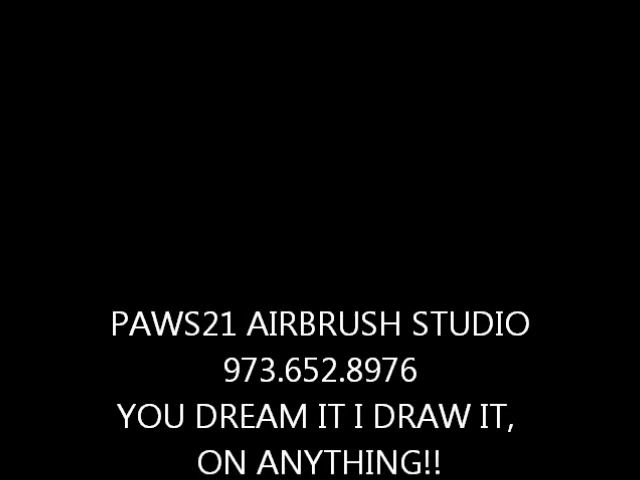 PAWS21 AIRBRUSH STUDIO
973.652.8976
YOU DREAM IT I DRAW IT,
ON ANYTHING!!